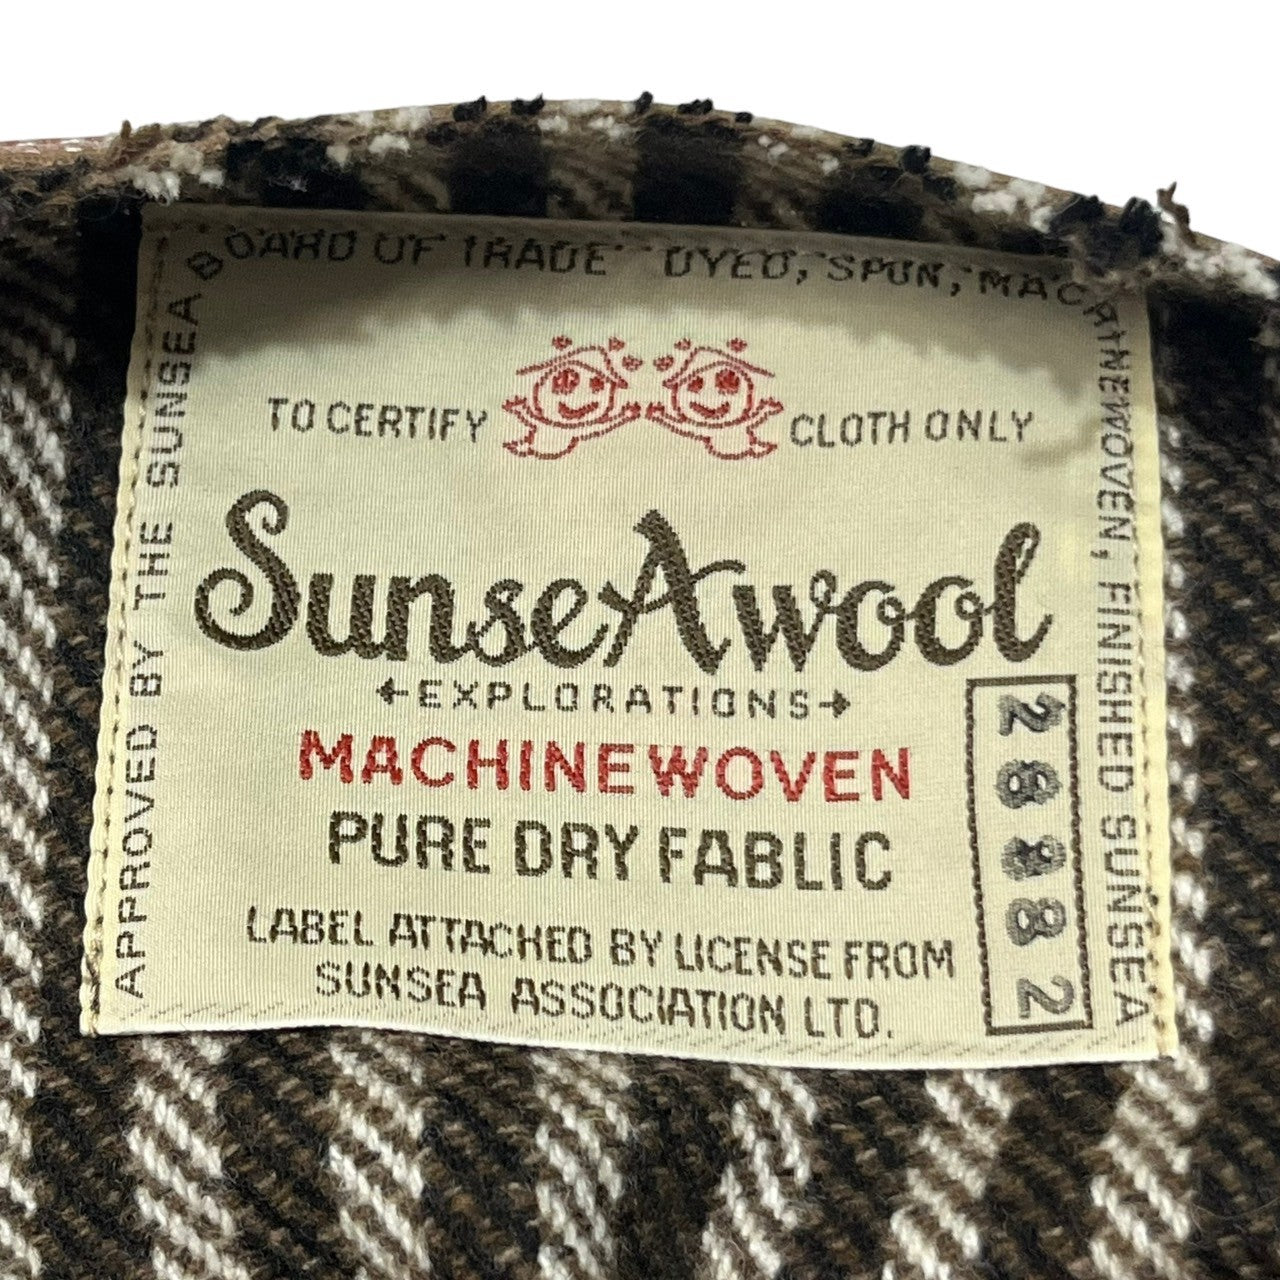 APPROVED BY THE SUNSEA BOARD OF TRADE DYED, SPUN, MACHINEWOVEN, FINISHED SUNSEA
TO CERTIFY CLOTH ONLY
SunseAwool
EXPLORATIONS
MACHINEWOVEN
PURE DRY FABLIC
LABEL ATTACHED BY LICENSE FROM
SUNSEA ASSOCIATION LTD.